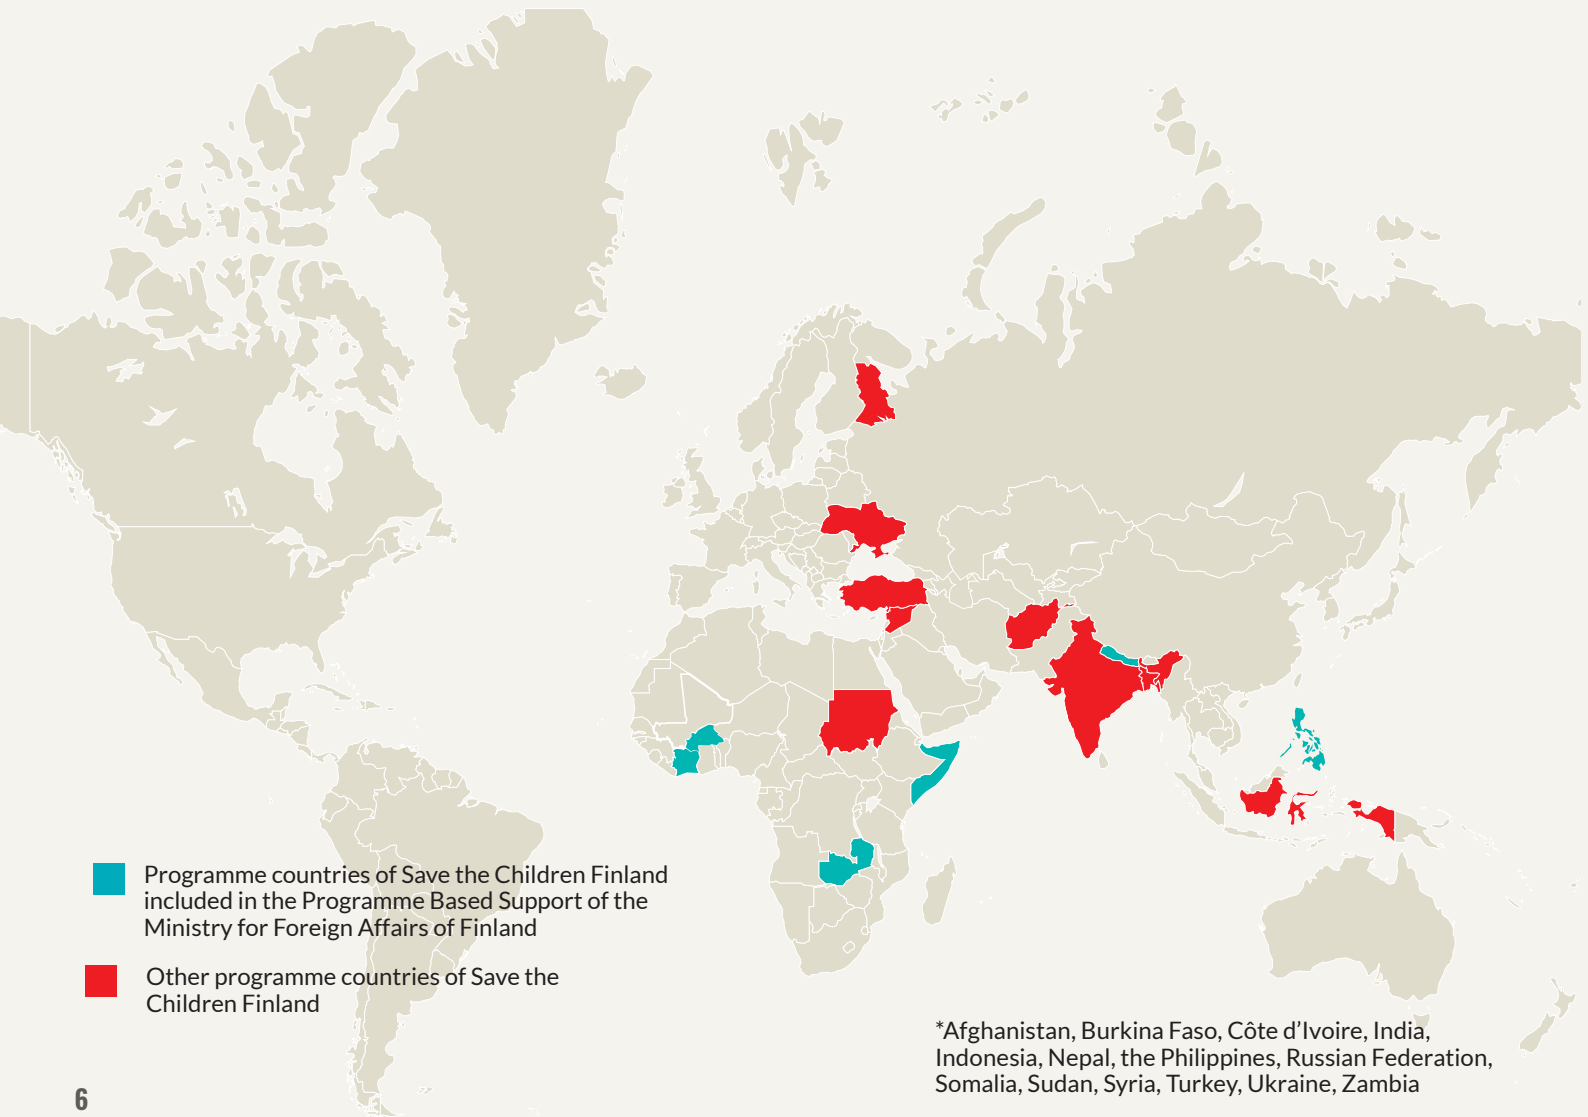 Programme countries of Save the Children Finland
included in the Programme Based Support of the
Ministry for Foreign Affairs of Finland
Other programme countries of Save the
Children Finland
*Afghanistan, Burkina Faso, Côte d’Ivoire, India,
Indonesia, Nepal, the Philippines, Russian Federation,
Somalia, Sudan, Syria, Turkey, Ukraine, Zambia
6